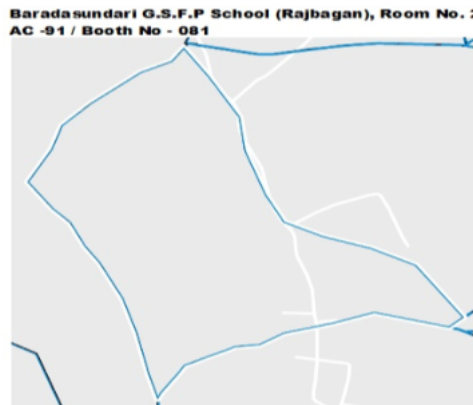 Baradasundari G.S.F.P School (Rajbagan), Room No.
AC -91 / Booth No - 081